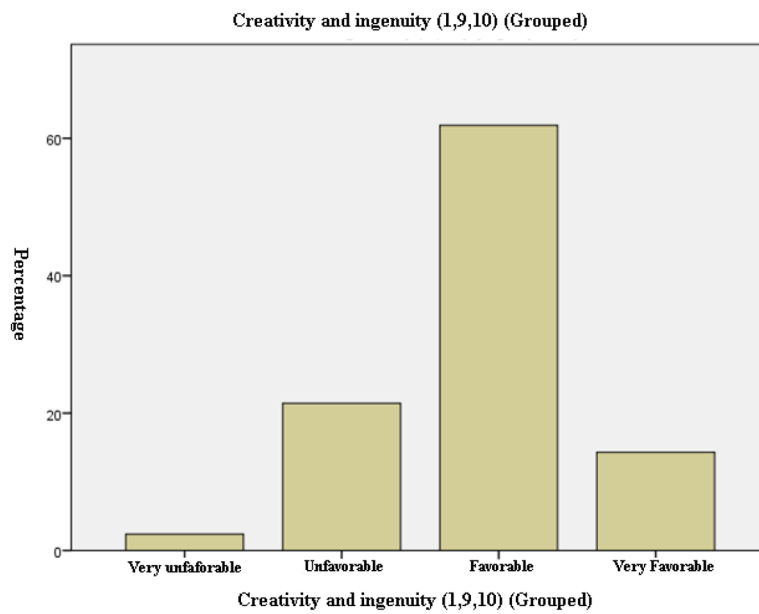 Creativity and ingenuity (1,9,10) (Grouped)
Percentage
60
40
20
0
Very unfaforable
Unfavorable
Favorable
Very Favorable
Creativity and ingenuity (1,9,10) (Grouped)